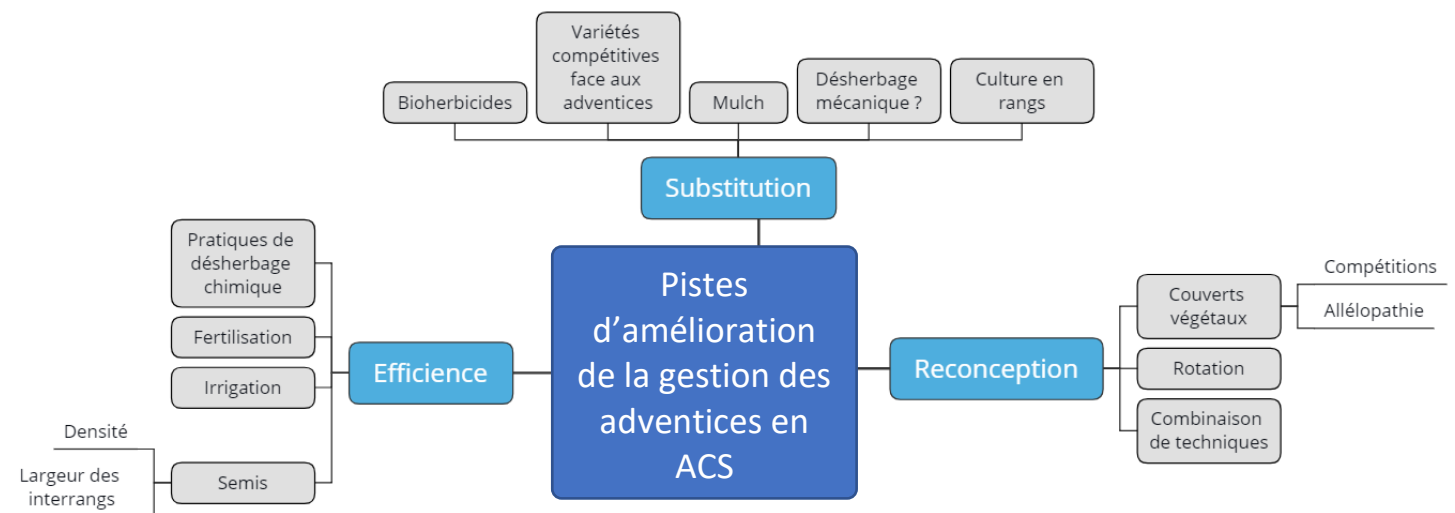 Variétés
compétitives
face aux
adventices
Bioherbicides
Mulch
Désherbage
mécanique ?
Culture en
rangs
Substitution
Pratiques de
désherbage
chimique
Fertilisation
Irrigation
Densité
Largeur des
interrangs
Semis
Efficience
Pistes
d’amélioration
de la gestion des
adventices en
ACS
Reconception
Couverts
végétaux
Compétitions
Allélopathie
Rotation
Combinaison
de techniques